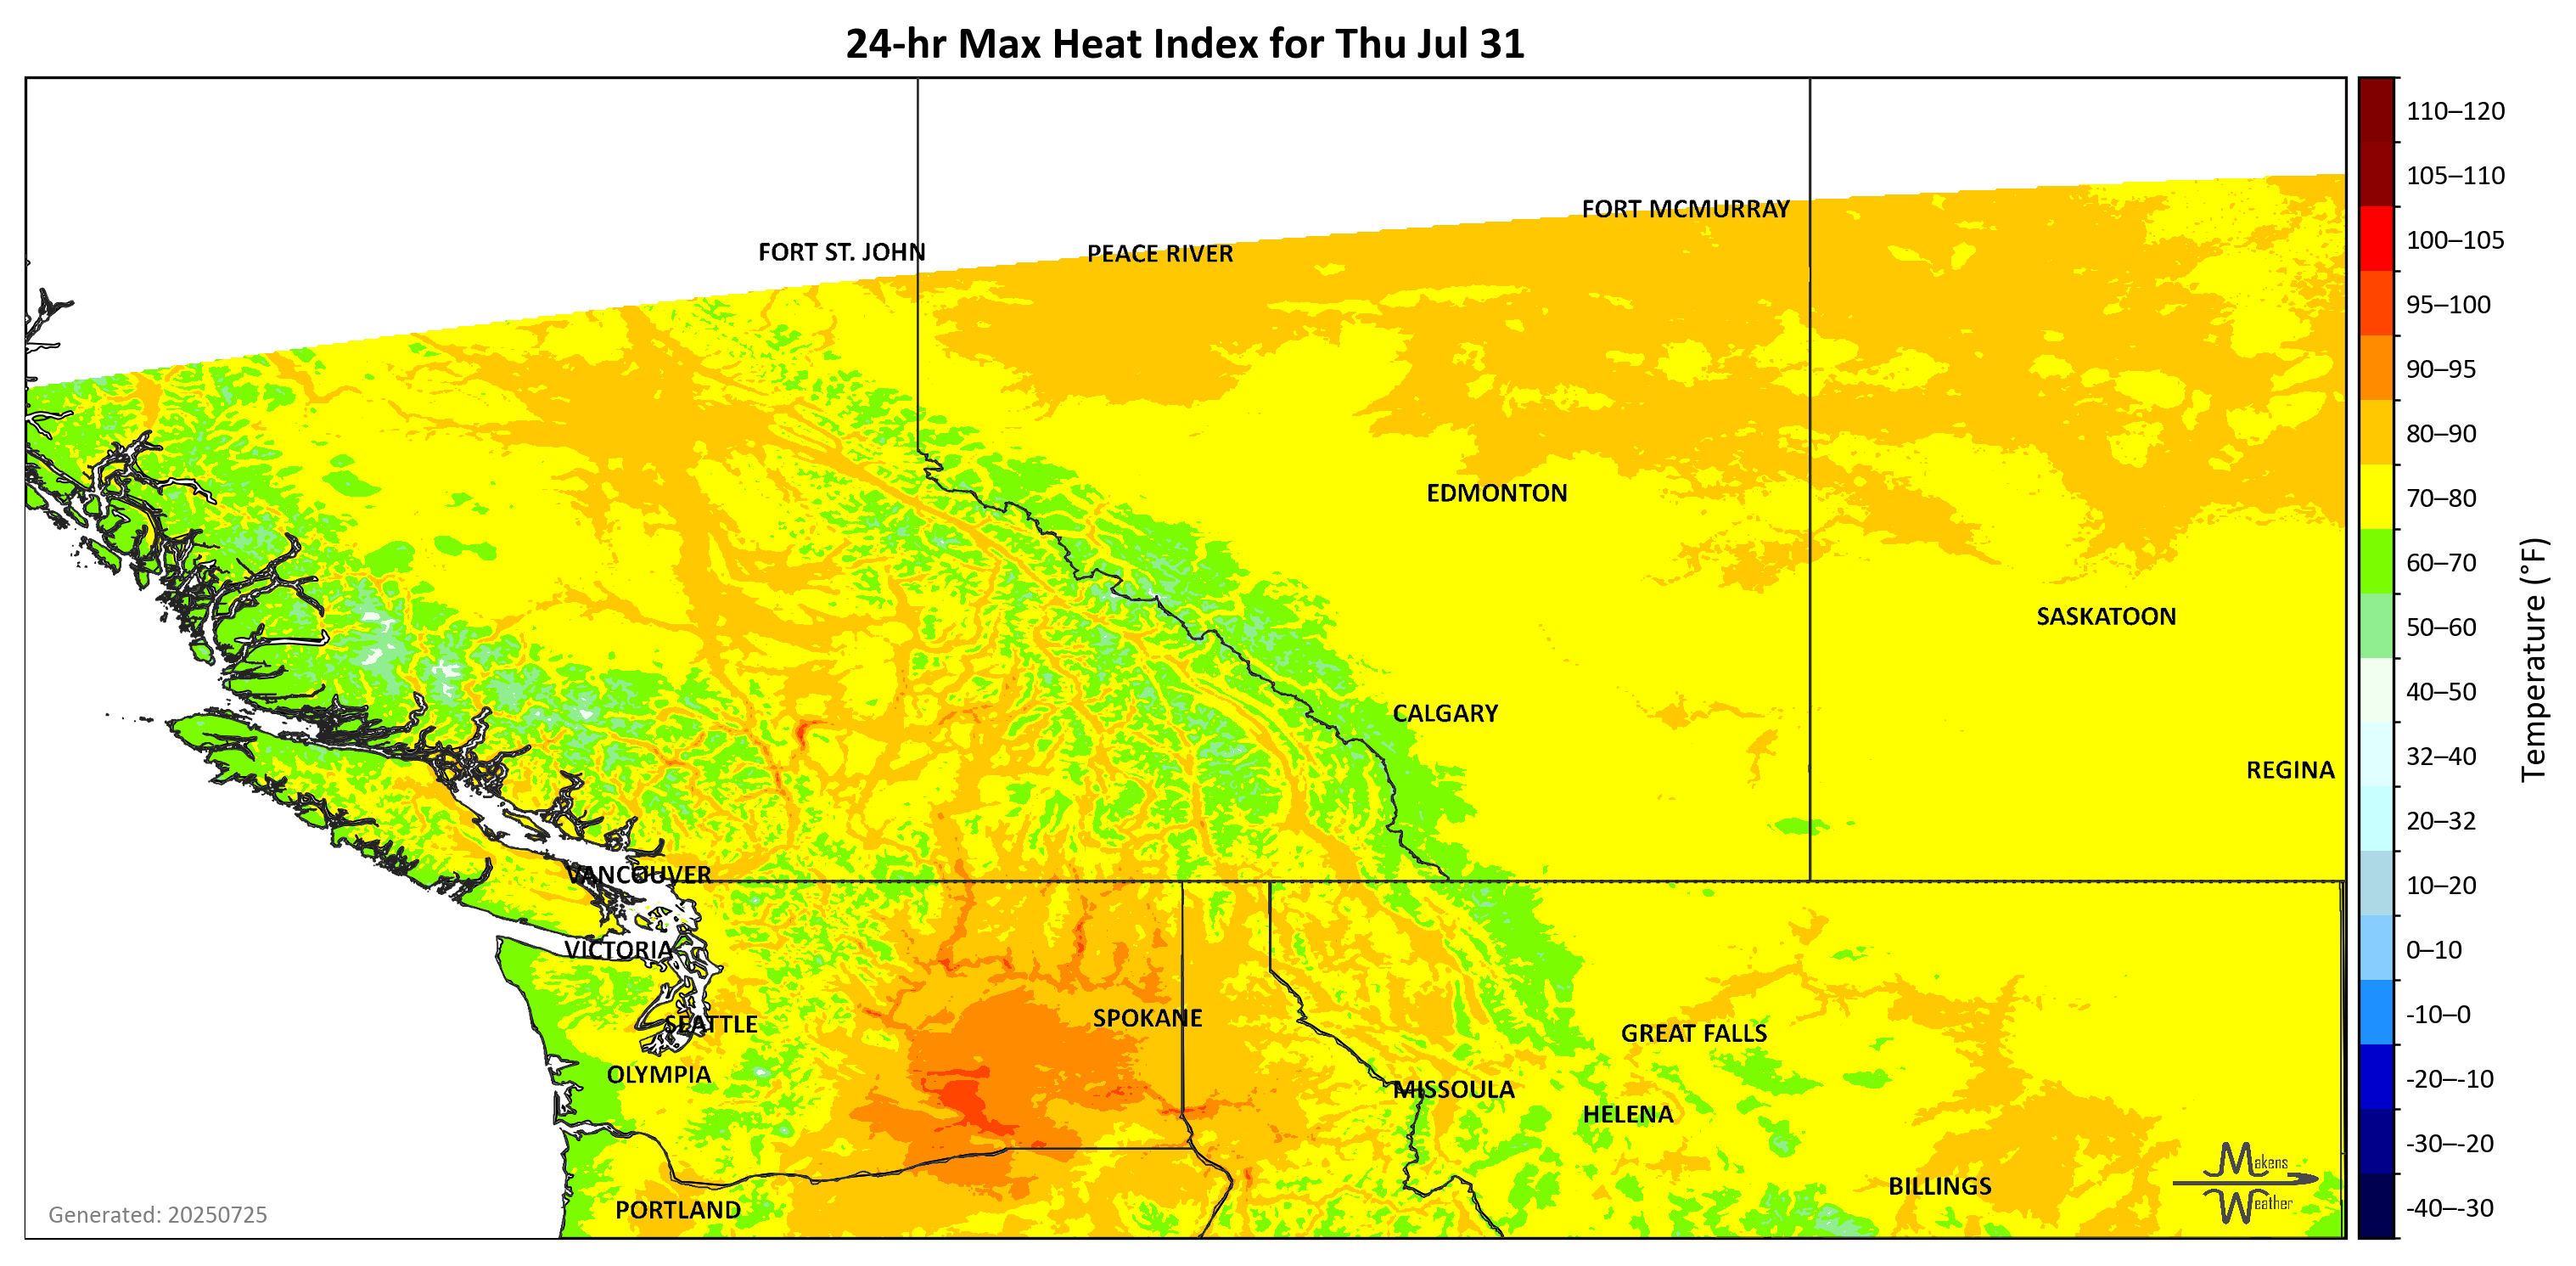 24-hr Max Heat Index for Thu Jul 31
FORT MCMURRAY
FORT ST. JOHN
PEACE RIVER
EDMONTON
SASKATOON
CALGARY
REGINA
VANCOUVER
VICTORIA
SPOKANE
SEATTLE
GREAT FALLS
OLYMPIA
MISSOULA
HELENA
BILLINGS
PORTLAND
Makens
Weather
Generated: 20250725
110–120
105–110
100–105
95–100
90–95
80–90
70–80
60–70
50–60
40–50
32–40
20–32
10–20
0–10
-10–0
-20–-10
-30–-20
-40–-30
Temperature (°F)